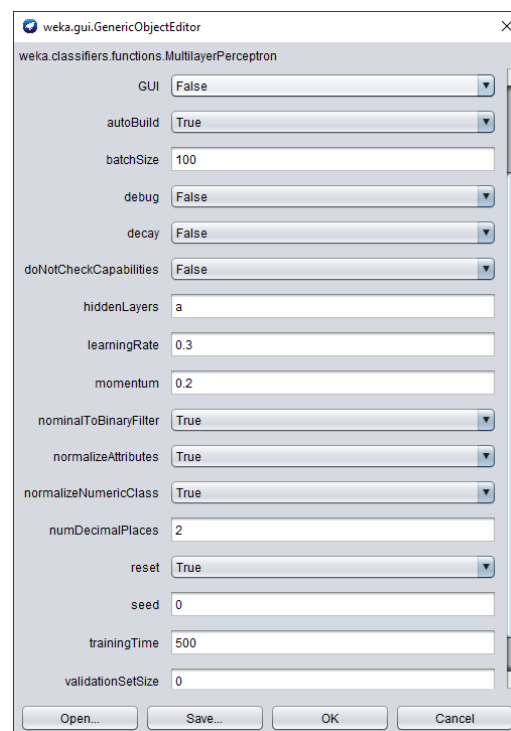 weka.gui.GenericObjectEditor
weka.classifiers.functions.MultilayerPerceptron
GUI False
autoBuild True
batchSize 100
debug False
decay False
doNotCheckCapabilities False
hiddenLayers a
learningRate 0.3
momentum 0.2
nominalToBinaryFilter True
normalizeAttributes True
normalizeNumericClass True
numDecimalPlaces 2
reset True
seed 0
trainingTime 500
validationSetSize 0
Open... Save... OK Cancel